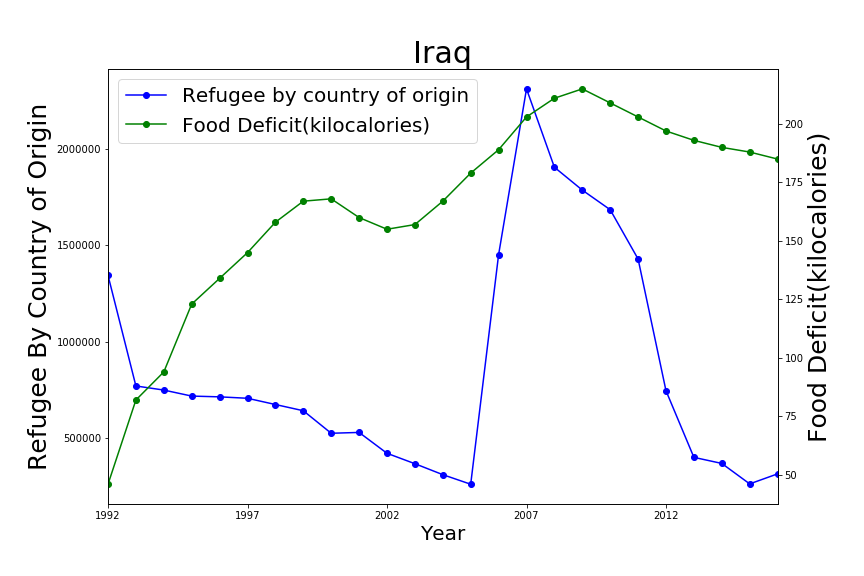 Iraq
Refugee by country of origin
Food Deficit(kilocalories)
Refugee By Country of Origin
2000000
1500000
1000000
500000
200
175
150
125
100
75
50
Food Deficit(kilocalories)
1992
1997
2002
2007
2012
Year